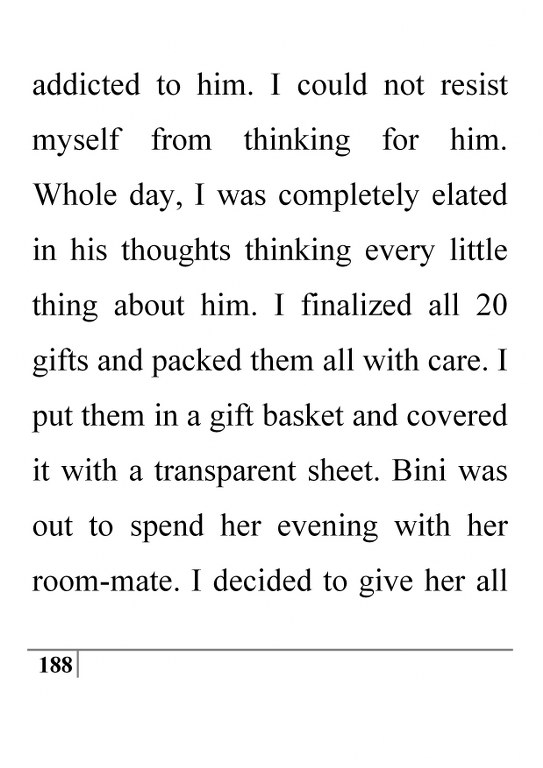 addicted to him. I could not resist
myself from thinking for him.
Whole day, I was completely elated
in his thoughts thinking every little
thing about him. I finalized all 20
gifts and packed them all with care. I
put them in a gift basket and covered
it with a transparent sheet. Bini was
out to spend her evening with her
room-mate. I decided to give her all
188